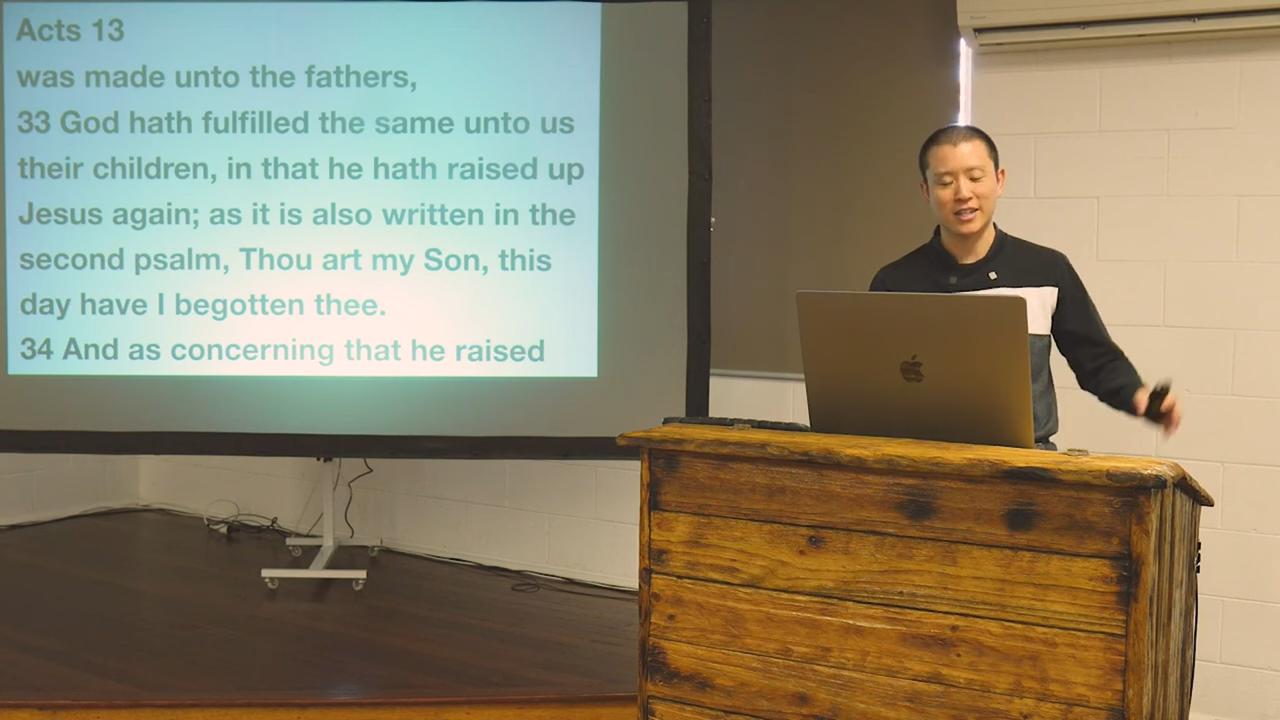 Acts 13
was made unto the fathers,
33 God hath fulfilled the same unto us
their children, in that he hath raised up
Jesus again; as it is also written in the
second psalm, Thou art my Son, this
day have I begotten thee.
34 And as concerning that he raised